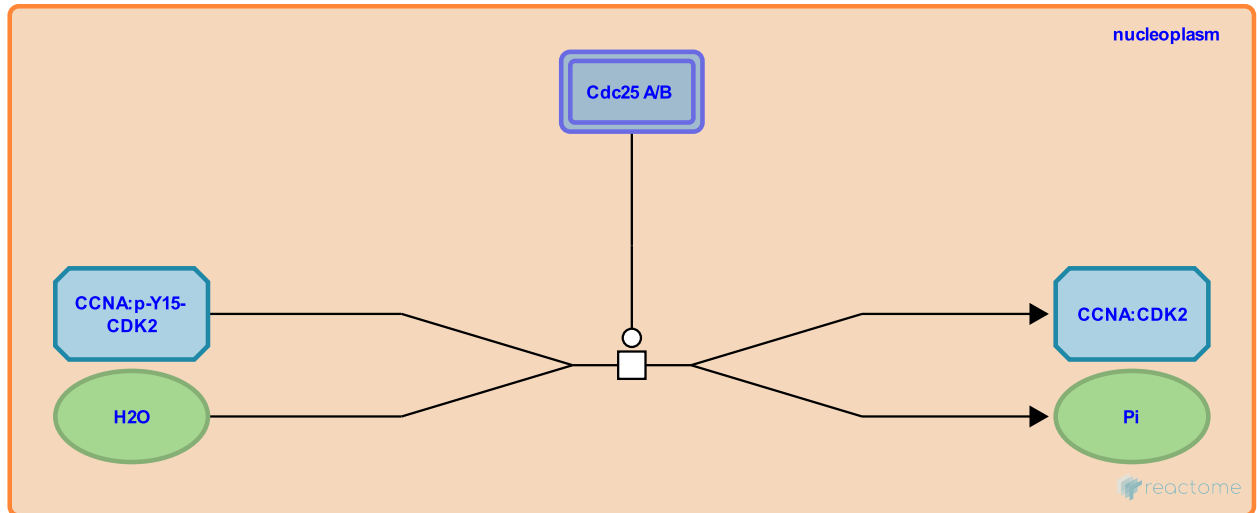 nucleoplasm
Cdc25 A/B
CCNA:p-Y15-
CDK2
CCNA:CDK2
H2O
Pi
reactome